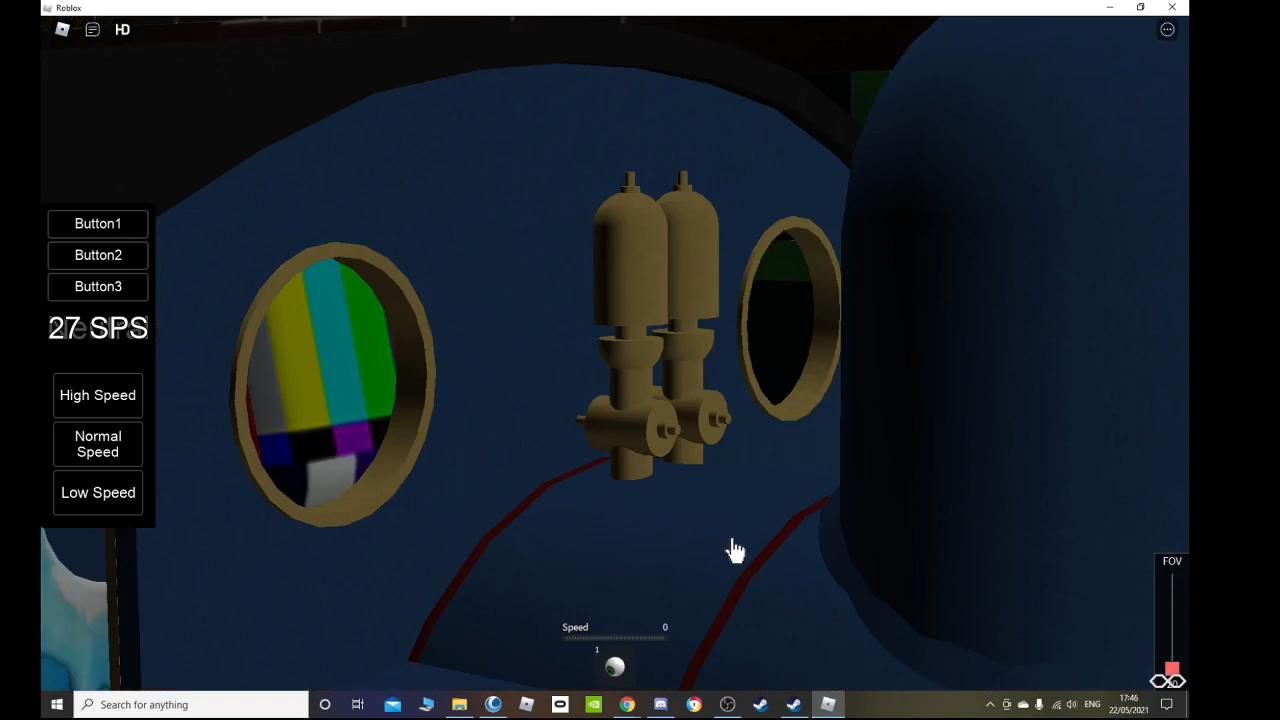 Roblox
HD
Button1
Button2
Button3
27 SPS
High Speed
Normal
Speed
Low Speed
FOV
Speed 0
1
Search for anything
ENG
17:46
22/05/2021